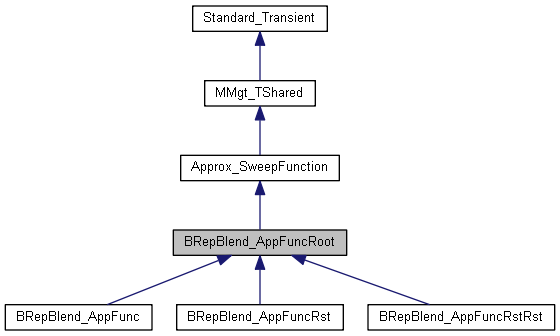 Standard_Transient
MMgt_TShared
Approx_SweepFunction
BRepBlend_AppFuncRoot
BRepBlend_AppFunc
BRepBlend_AppFuncRst
BRepBlend_AppFuncRstRst